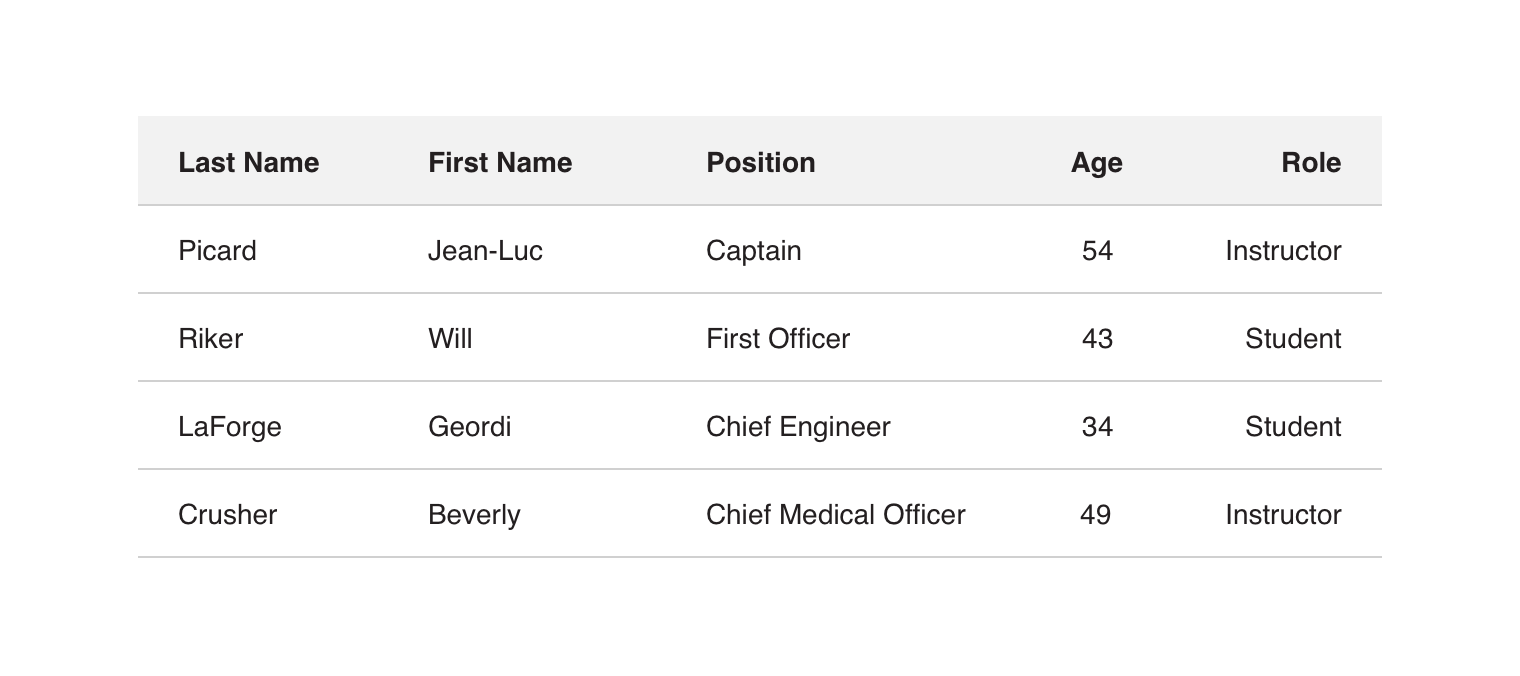 Last Name First Name Position Age Role
Picard Jean-Luc Captain 54 Instructor
Riker Will First Officer 43 Student
LaForge Geordi Chief Engineer 34 Student
Crusher Beverly Chief Medical Officer 49 Instructor